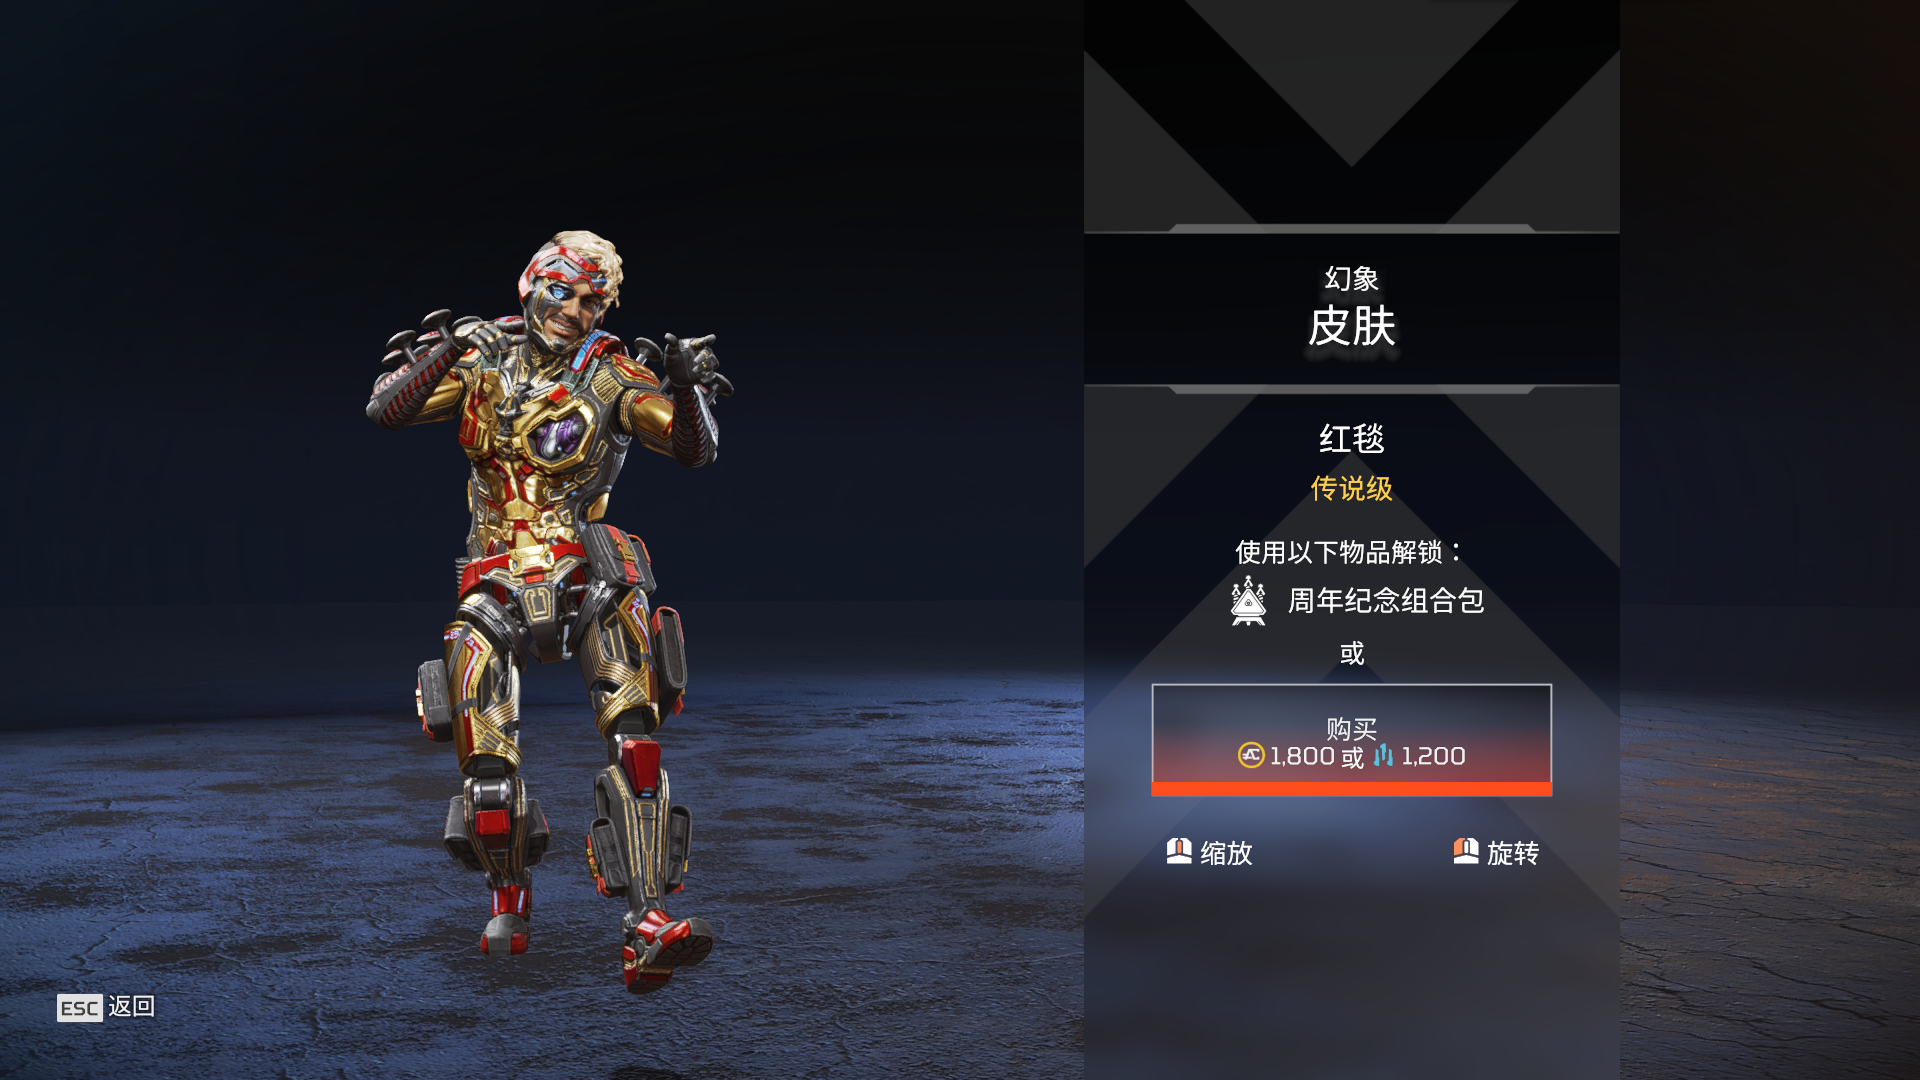 幻象
皮肤
红毯
传说级
使用以下物品解锁：
周年纪念组合包
或
购买
1,800 或 1,200
缩放
旋转
ESC 返回